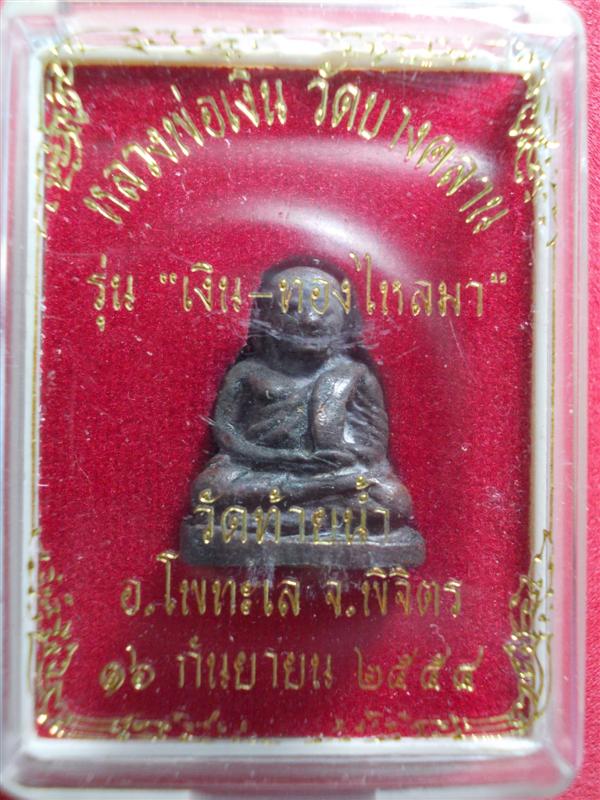 หลวงพ่อเงิน วัดบางคลาน
รุ่น "เงิน-ทองไหลมา"
วัดท้ายน้ำ
อ.โพทะเล จ.พิจิตร
๑๖ กันยายน ๒๕๕๔